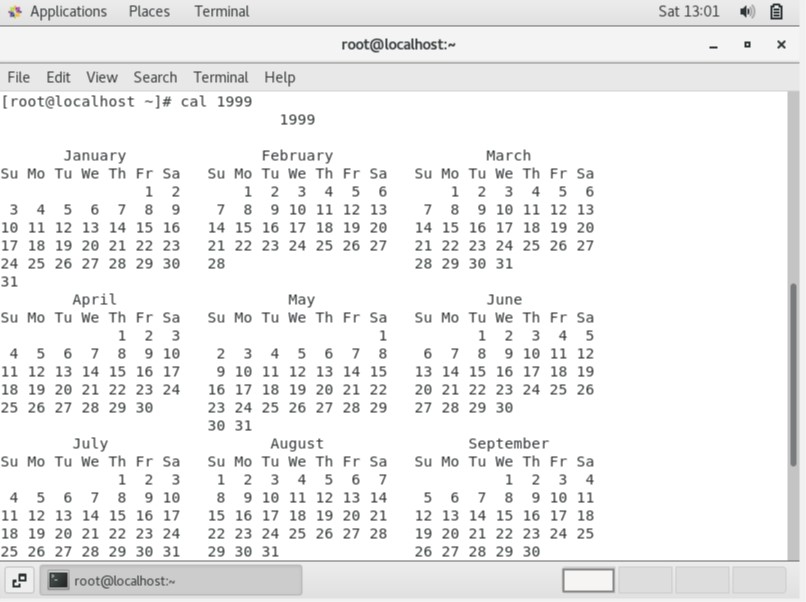 Applications Places Terminal Sat 13:01
root@localhost:~
File Edit View Search Terminal Help
[root@localhost ~]# cal 1999
1999
January February March
Su Mo Tu We Th Fr Sa Su Mo Tu We Th Fr Sa Su Mo Tu We Th Fr Sa
1 2 1 2 3 4 5 6 1 2 3 4 5 6
3 4 5 6 7 8 9 7 8 9 10 11 12 13 7 8 9 10 11 12 13
10 11 12 13 14 15 16 14 15 16 17 18 19 20 14 15 16 17 18 19 20
17 18 19 20 21 22 23 21 22 23 24 25 26 27 21 22 23 24 25 26 27
24 25 26 27 28 29 30 28 28 29 30 31
31
April May June
Su Mo Tu We Th Fr Sa Su Mo Tu We Th Fr Sa Su Mo Tu We Th Fr Sa
1 2 3 1 1 2 3 4 5
4 5 6 7 8 9 10 2 3 4 5 6 7 8 6 7 8 9 10 11 12
11 12 13 14 15 16 17 9 10 11 12 13 14 15 13 14 15 16 17 18 19
18 19 20 21 22 23 24 16 17 18 19 20 21 22 20 21 22 23 24 25 26
25 26 27 28 29 30 23 24 25 26 27 28 29 27 28 29 30
30 31
July August September
Su Mo Tu We Th Fr Sa Su Mo Tu We Th Fr Sa Su Mo Tu We Th Fr Sa
1 2 3 1 2 3 4 5 6 7 1 2 3 4
4 5 6 7 8 9 10 8 9 10 11 12 13 14 5 6 7 8 9 10 11
11 12 13 14 15 16 17 15 16 17 18 19 20 21 12 13 14 15 16 17 18
18 19 20 21 22 23 24 22 23 24 25 26 27 28 19 20 21 22 23 24 25
25 26 27 28 29 30 31 29 30 31 26 27 28 29 30
root@localhost:~